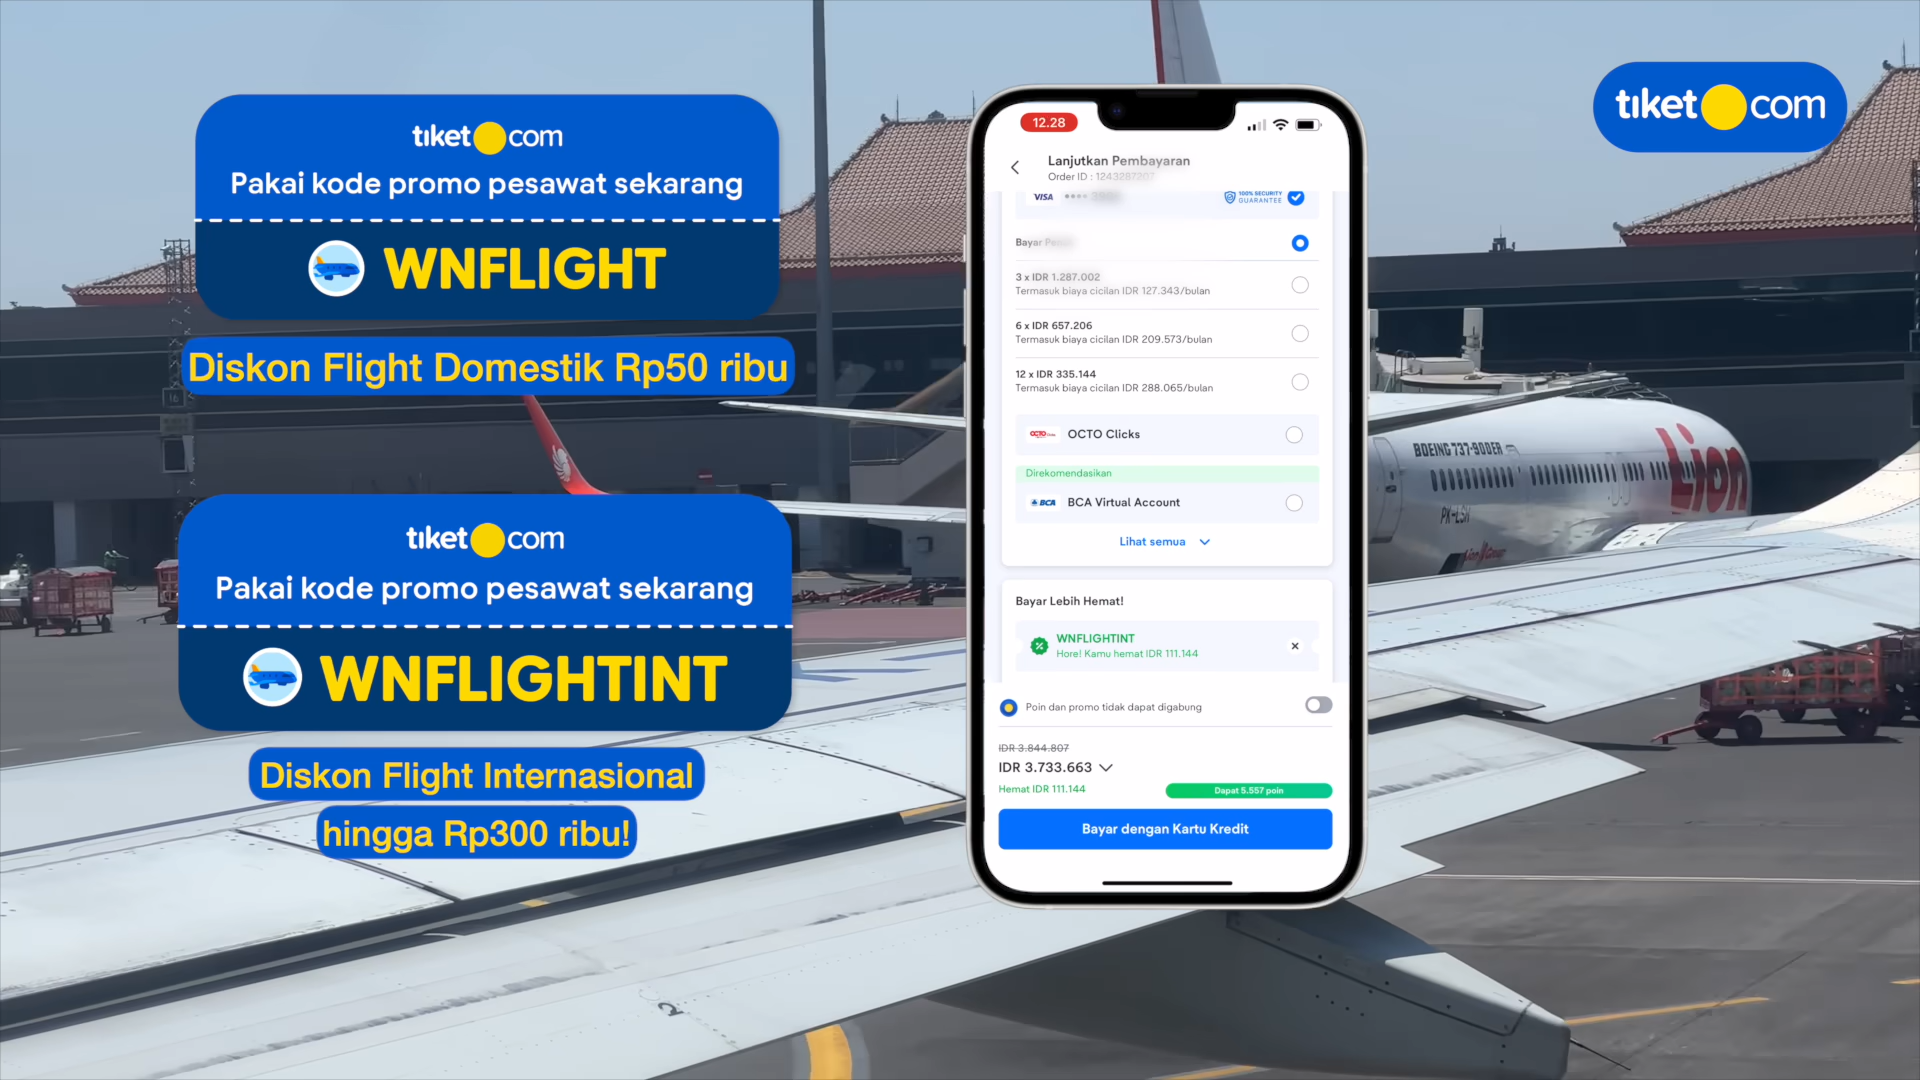 tiket.com
Pakai kode promo pesawat sekarang
WNFLIGHT
Diskon Flight Domestik Rp50 ribu
tiket.com
Pakai kode promo pesawat sekarang
WNFLIGHTINT
Diskon Flight Internasional
hingga Rp300 ribu!
12.28
Lanjutkan Pembayaran
Order ID : 1243287207
VISA
100% SECURITY
GUARANTEE
Bayar
3 x IDR 1.287.002
Termasuk biaya cicilan IDR 127.343/bulan
6 x IDR 657.206
Termasuk biaya cicilan IDR 209.573/bulan
12 x IDR 335.144
Termasuk biaya cicilan IDR 288.065/bulan
OCTO Clicks
Direkomendasikan
BCA
BCA Virtual Account
Lihat semua
Bayar Lebih Hemat!
WNFLIGHTINT
Hore! Kamu hemat IDR 111.144
Poin dan promo tidak dapat digabung
IDR 3.844.807
IDR 3.733.663
Hemat IDR 111.144
Dapat 5.557 poin
Bayar dengan Kartu Kredit
tiket.com
BOEING 737-900ER
Lion